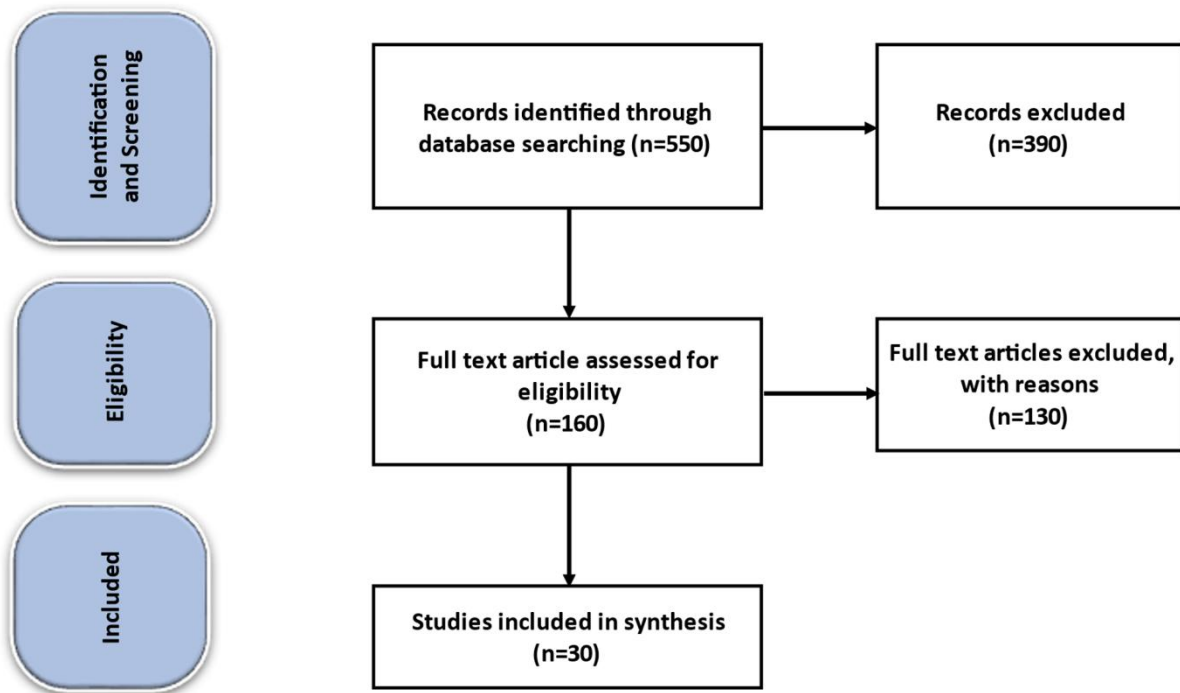 Identification
and Screening
Records identified through
database searching (n=550)
Records excluded
(n=390)
Eligibility
Full text article assessed for
eligibility
(n=160)
Full text articles excluded,
with reasons
(n=130)
Included
Studies included in synthesis
(n=30)